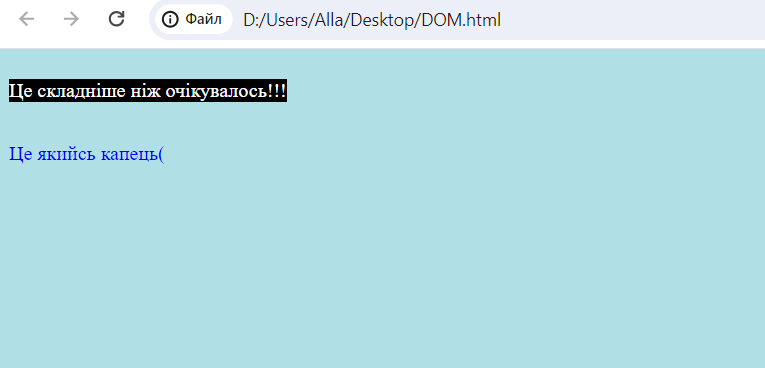 Файл D:/Users/Alla/Desktop/DOM.html
Це складніше ніж очікувалось!!!
Це якийсь капець(